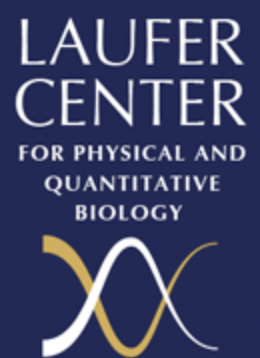 LAUFER
CENTER
FOR PHYSICAL AND
QUANTITATIVE
BIOLOGY